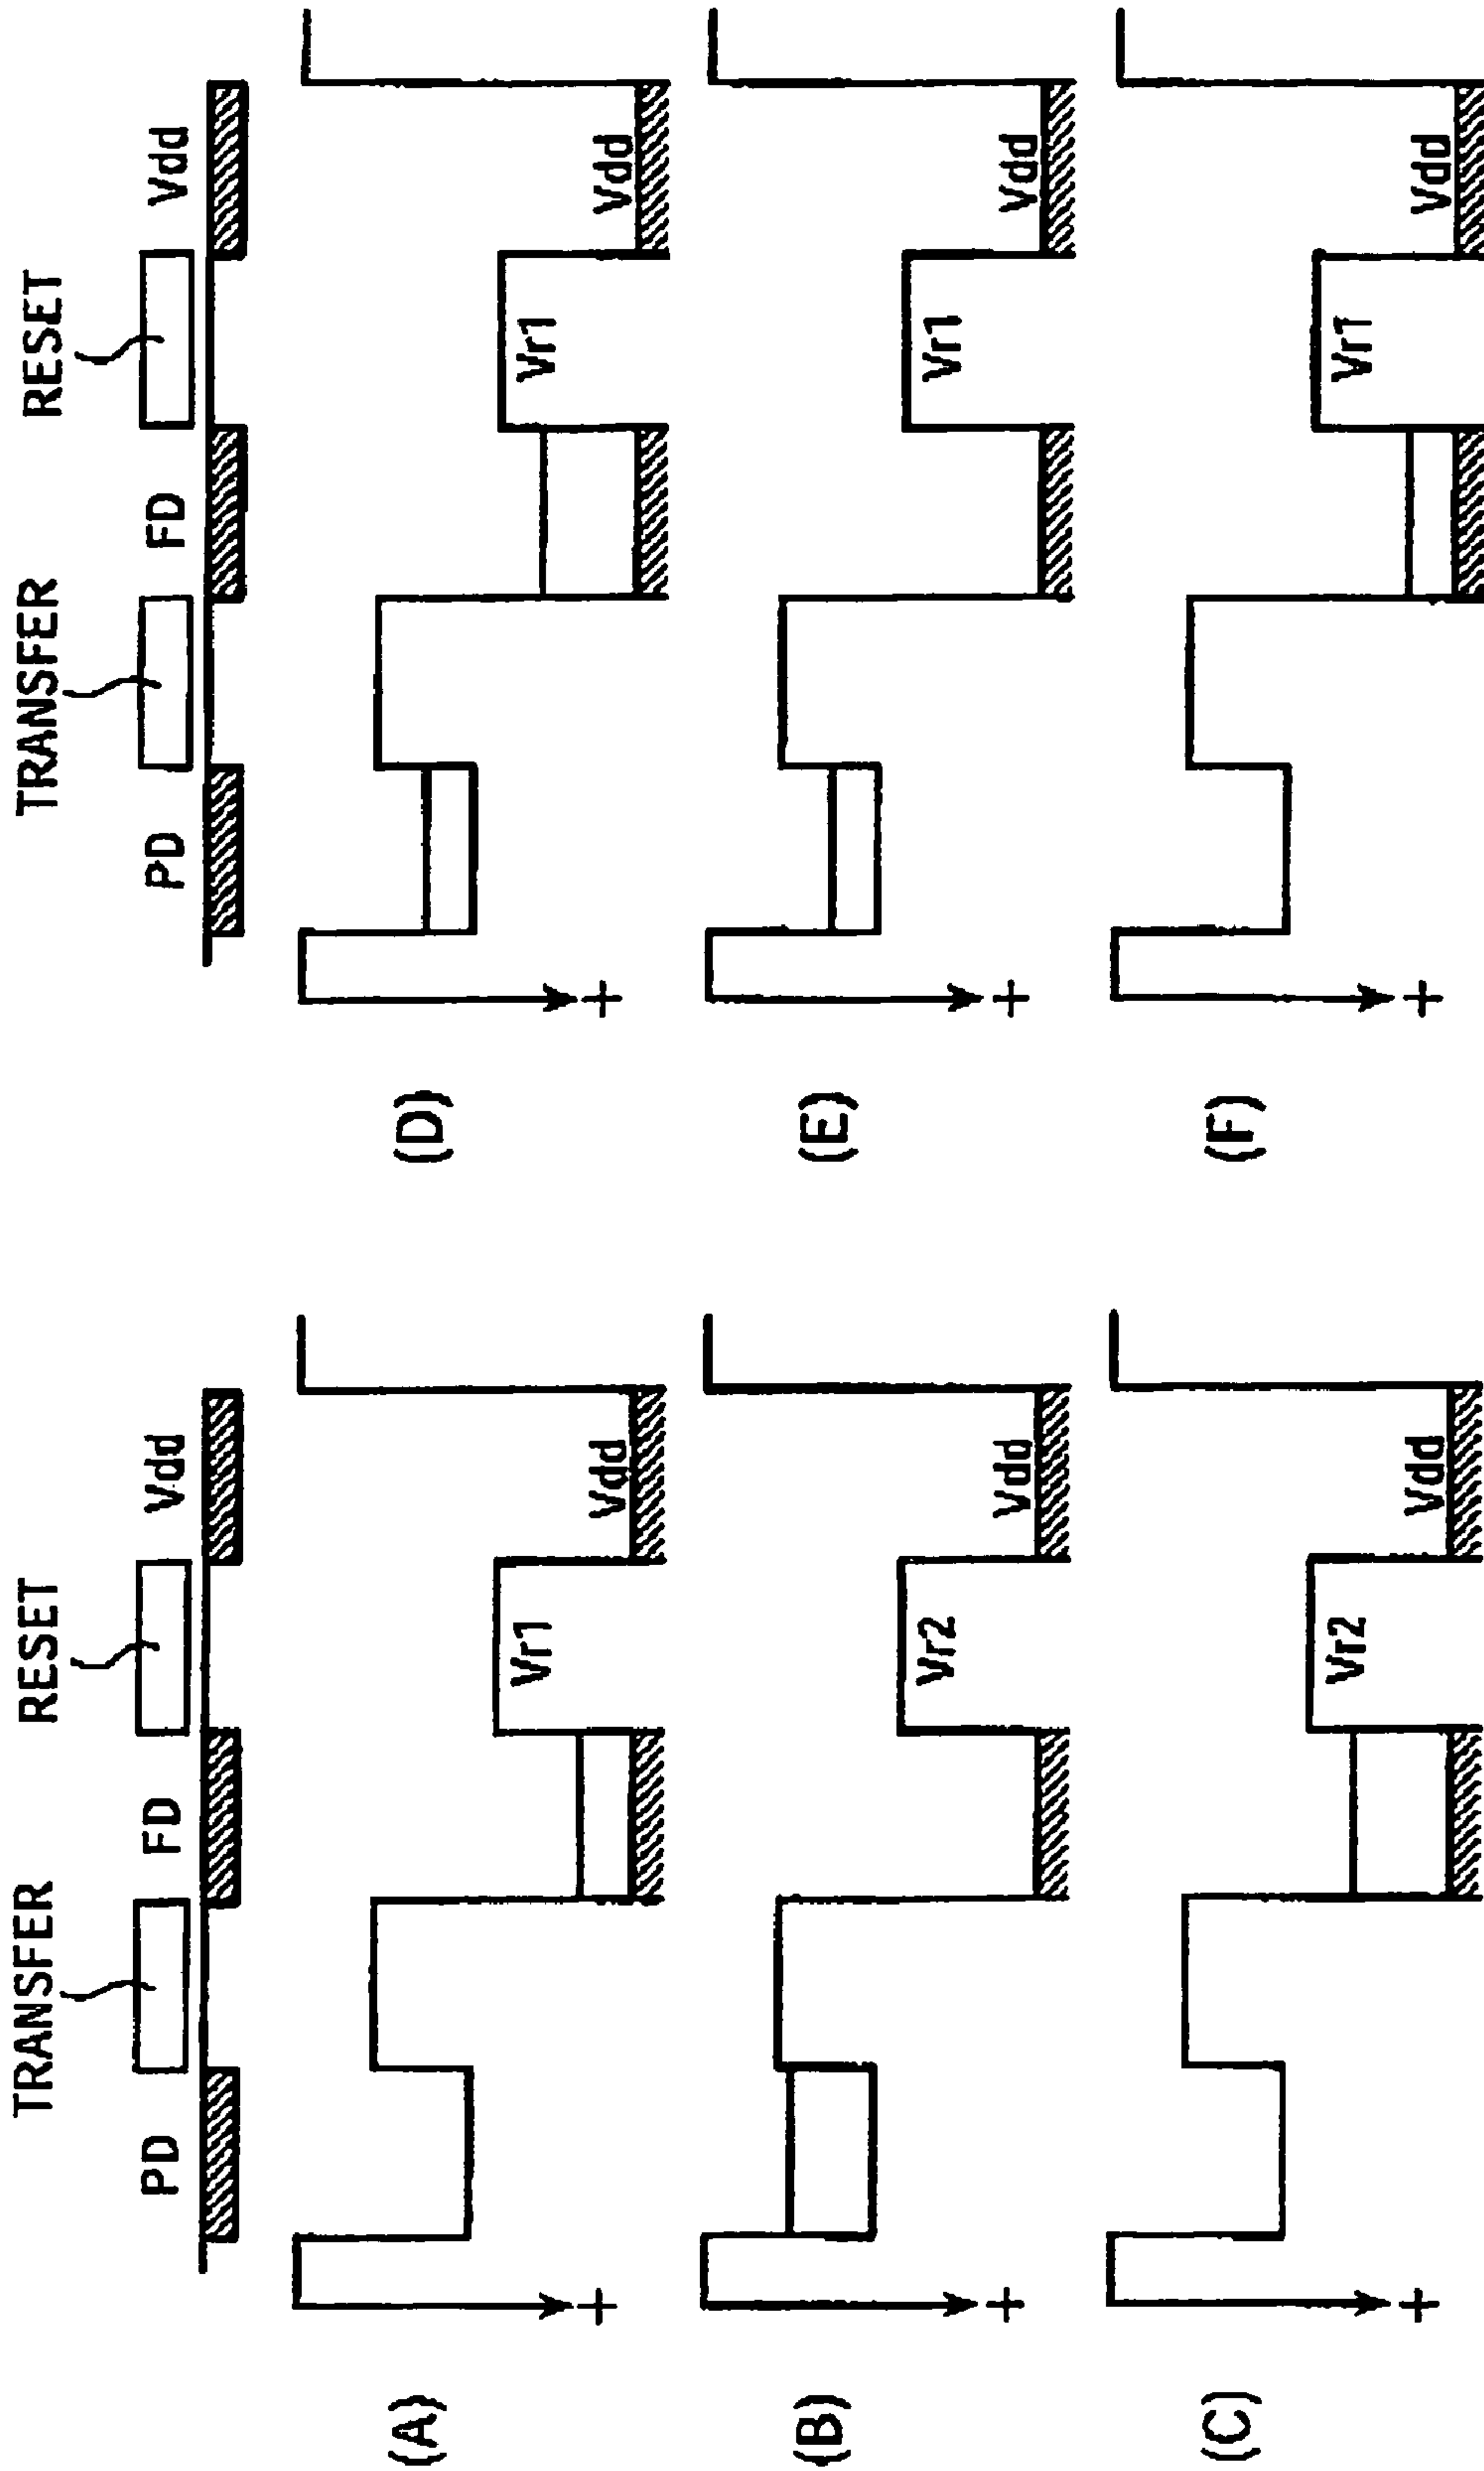 TRANSFER RESET
PD FD Vdd
(A)
Vr1
Vdd
+
(B)
Vr2
Vdd
+
(C)
Vr2
Vdd
+
TRANSFER RESET
PD FD Vdd
(D)
Vr1
Vdd
+
(E)
Vr1
Vdd
+
(F)
Vr1
Vdd
+